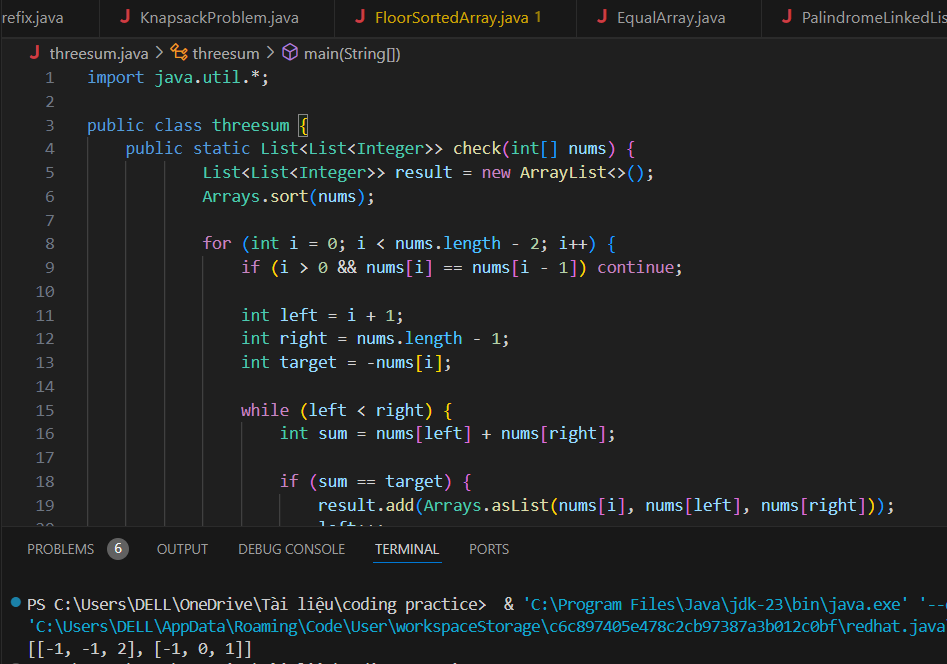 refix.java J KnapsackProblem.java J FloorSortedArray.java 1 J EqualArray.java J PalindromeLinkedLis
J threesum.java > threesum > main(String[])
1 import java.util.*;
2
3 public class threesum {
4 public static List<List<Integer>> check(int[] nums) {
5 List<List<Integer>> result = new ArrayList<>();
6 Arrays.sort(nums);
7
8 for (int i = 0; i < nums.length - 2; i++) {
9 if (i > 0 && nums[i] == nums[i - 1]) continue;
10
11 int left = i + 1;
12 int right = nums.length - 1;
13 int target = -nums[i];
14
15 while (left < right) {
16 int sum = nums[left] + nums[right];
17
18 if (sum == target) {
19 result.add(Arrays.asList(nums[i], nums[left], nums[right]));
PROBLEMS 6 OUTPUT DEBUG CONSOLE TERMINAL PORTS
PS C:\Users\DELL\OneDrive\Tài liệu\coding practice> & 'C:\Program Files\Java\jdk-23\bin\java.exe' '--
'C:\Users\DELL\AppData\Roaming\Code\User\workspaceStorage\c6c897405e478c2cb97387a3b012c0bf\redhat.java
[[-1, -1, 2], [-1, 0, 1]]